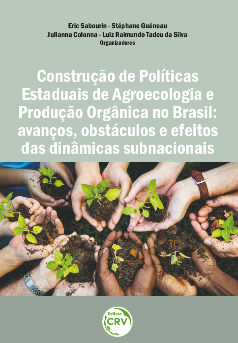 Eric Sabourin - Stéphane Guéneau
Julianna Colonna - Luiz Raimundo Tadeu da Silva
Organizadores
Construção de Políticas
Estaduais de Agroecologia e
Produção Orgânica no Brasil:
avanços, obstáculos e efeitos
das dinâmicas subnacionais
Editora
CRV